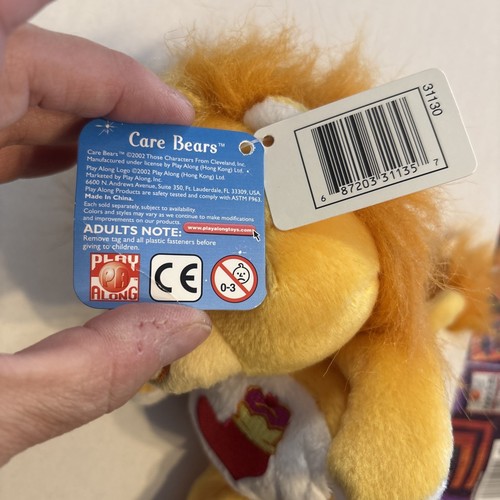 Care Bears™
Care Bears™ ©2002 Those Characters From Cleveland, Inc.
Manufactured under license by Play Along (Hong Kong) Ltd.
Play Along Logo ©2002 Play Along (Hong Kong) Ltd.
Marketed by Play Along, Inc.
6600 N. Andrews Avenue, Suite 350, Ft. Lauderdale, FL 33309, USA.
Play Along Products are safety tested and comply with ASTM F963.
Made In China.
Each sold separately, subject to availability.
Colors and styles may vary as we continue to make modifications
and improvements on our products.
ADULTS NOTE: www.playalongtoys.com
Remove tag and all plastic fasteners before
giving to children.
PLAY
PA
ALONG
CE
0-3
31130
6 87203 31135 7